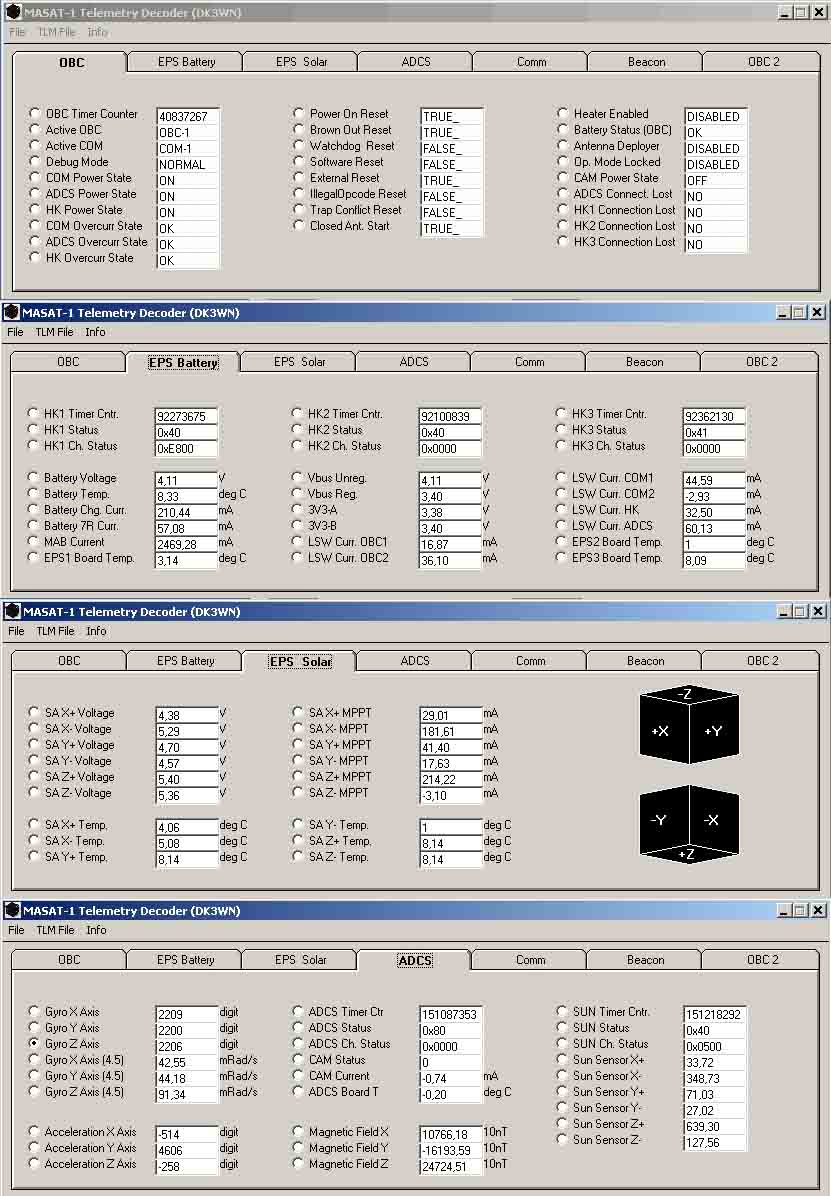 MASAT-1 Telemetry Decoder (DK3WN)
File TLM File Info
OBC EPS Battery EPS Solar ADCS Comm Beacon OBC 2
OBC Timer Counter 40837267 Power On Reset TRUE_ Heater Enabled DISABLED
Active OBC OBC-1 Brown Out Reset TRUE_ Battery Status (OBC) OK
Active COM COM-1 Watchdog Reset FALSE_ Antenna Deployer DISABLED
Debug Mode NORMAL Software Reset FALSE_ Op. Mode Locked DISABLED
COM Power State ON External Reset TRUE_ CAM Power State OFF
ADCS Power State ON IllegalOpcode Reset FALSE_ ADCS Connect. Lost NO
HK Power State ON Trap Conflict Reset FALSE_ HK1 Connection Lost NO
COM Overcurr State OK Closed Ant. Start TRUE_ HK2 Connection Lost NO
ADCS Overcurr State OK HK3 Connection Lost NO
HK Overcurr State OK
MASAT-1 Telemetry Decoder (DK3WN)
File TLM File Info
OBC EPS Battery EPS Solar ADCS Comm Beacon OBC 2
HK1 Timer Cntr. 92273675 HK2 Timer Cntr. 92100839 HK3 Timer Cntr. 92362130
HK1 Status 0x40 HK2 Status 0x40 HK3 Status 0x41
HK1 Ch. Status 0xE800 HK2 Ch. Status 0x0000 HK3 Ch. Status 0x0000
Battery Voltage 4,11 V Vbus Unreg. 4,11 V LSW Curr. COM1 44,59 mA
Battery Temp. 8,33 deg C Vbus Reg. 3,40 V LSW Curr. COM2 -2,93 mA
Battery Chg. Curr. 210,44 mA 3V3-A 3,38 V LSW Curr. HK 32,50 mA
Battery 7R Curr. 57,08 mA 3V3-B 3,40 V LSW Curr. ADCS 60,13 mA
MAB Current 2469,28 mA LSW Curr. OBC1 16,87 mA EPS2 Board Temp. 1 deg C
EPS1 Board Temp. 3,14 deg C LSW Curr. OBC2 36,10 mA EPS3 Board Temp. 8,09 deg C
MASAT-1 Telemetry Decoder (DK3WN)
File TLM File Info
OBC EPS Battery EPS Solar ADCS Comm Beacon OBC 2
SA X+ Voltage 4,38 V SA X+ MPPT 29,01 mA
SA X- Voltage 5,29 V SA X- MPPT 181,61 mA
SA Y+ Voltage 4,70 V SA Y+ MPPT 41,40 mA
SA Y- Voltage 4,57 V SA Y- MPPT 17,63 mA
SA Z+ Voltage 5,40 V SA Z+ MPPT 214,22 mA
SA Z- Voltage 5,36 V SA Z- MPPT -3,10 mA
SA X+ Temp. 4,06 deg C SA Y- Temp. 1 deg C
SA X- Temp. 5,08 deg C SA Z+ Temp. 8,14 deg C
SA Y+ Temp. 8,14 deg C SA Z- Temp. 8,14 deg C
-Z
+X +Y
-Y -X
+Z
MASAT-1 Telemetry Decoder (DK3WN)
File TLM File Info
OBC EPS Battery EPS Solar ADCS Comm Beacon OBC 2
Gyro X Axis 2209 digit ADCS Timer Ctr 151087353 SUN Timer Cntr. 151218292
Gyro Y Axis 2200 digit ADCS Status 0x80 SUN Status 0x40
Gyro Z Axis 2206 digit ADCS Ch. Status 0x0000 SUN Ch. Status 0x0500
Gyro X Axis (4.5) 42,55 mRad/s CAM Status 0 Sun Sensor X+ 33,72
Gyro Y Axis (4.5) 44,18 mRad/s CAM Current -0,74 mA Sun Sensor X- 348,73
Gyro Z Axis (4.5) 91,34 mRad/s ADCS Board T -0,20 deg C Sun Sensor Y+ 71,03
Sun Sensor Y- 27,02
Sun Sensor Z+ 639,30
Acceleration X Axis -514 digit Magnetic Field X 10766,18 10nT Sun Sensor Z- 127,56
Acceleration Y Axis 4606 digit Magnetic Field Y -16193,59 10nT
Acceleration Z Axis -258 digit Magnetic Field Z 24724,51 10nT